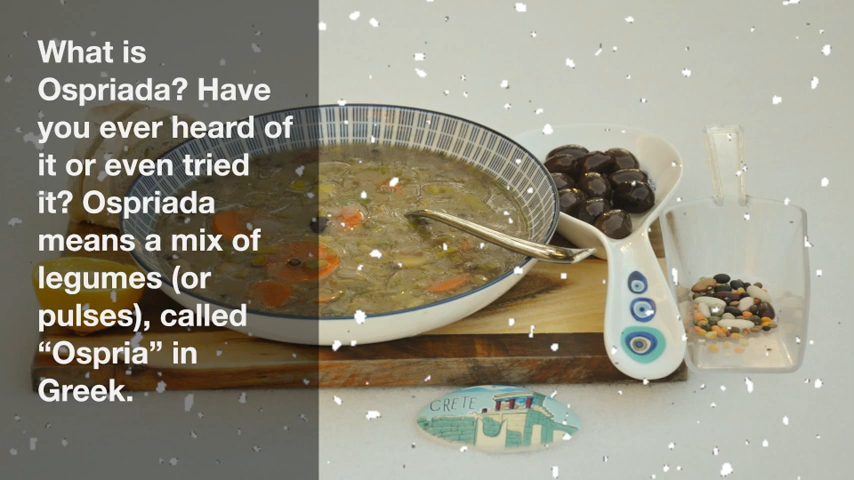 What is
Ospriada? Have
you ever heard of
it or even tried
it? Ospriada
means a mix of
legumes (or
pulses), called
“Ospria” in
Greek.
CRETE